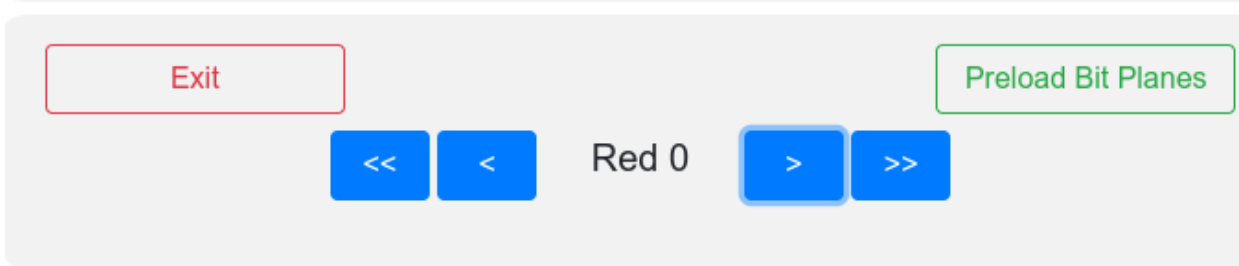 Exit
Preload Bit Planes
<< < Red 0 > >>